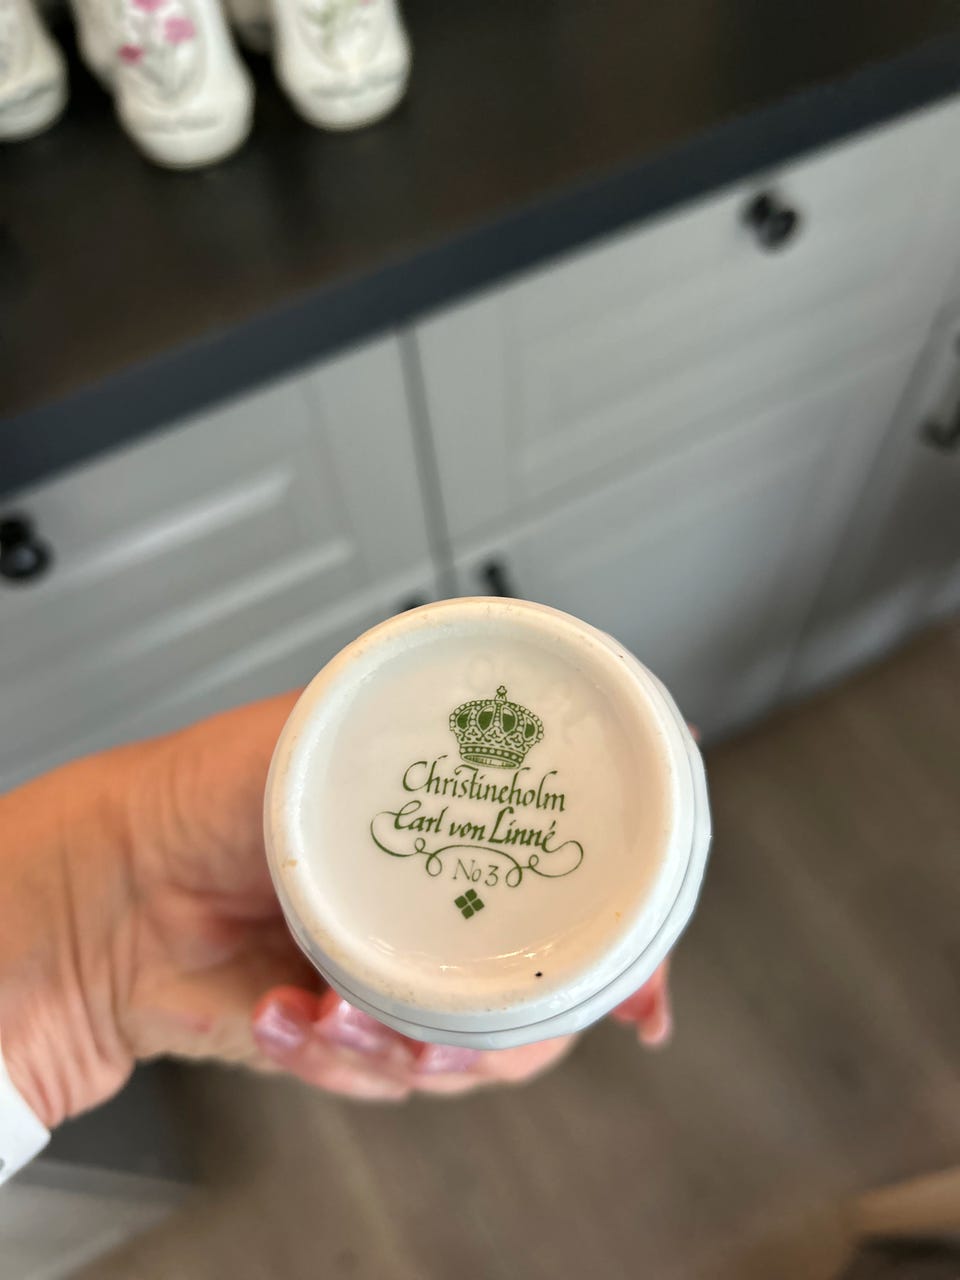 Christineholm
Carl von Linné
No 3